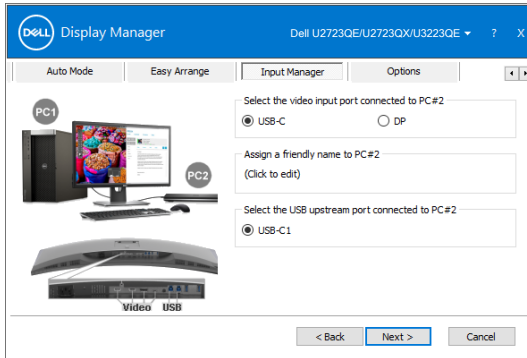 DELL Display Manager
Dell U2723QE/U2723QX/U3223QE ? X
Auto Mode Easy Arrange Input Manager Options
PC1
PC2
Video USB
Select the video input port connected to PC#2
USB-C DP
Assign a friendly name to PC#2
(Click to edit)
Select the USB upstream port connected to PC#2
USB-C1
< Back Next > Cancel